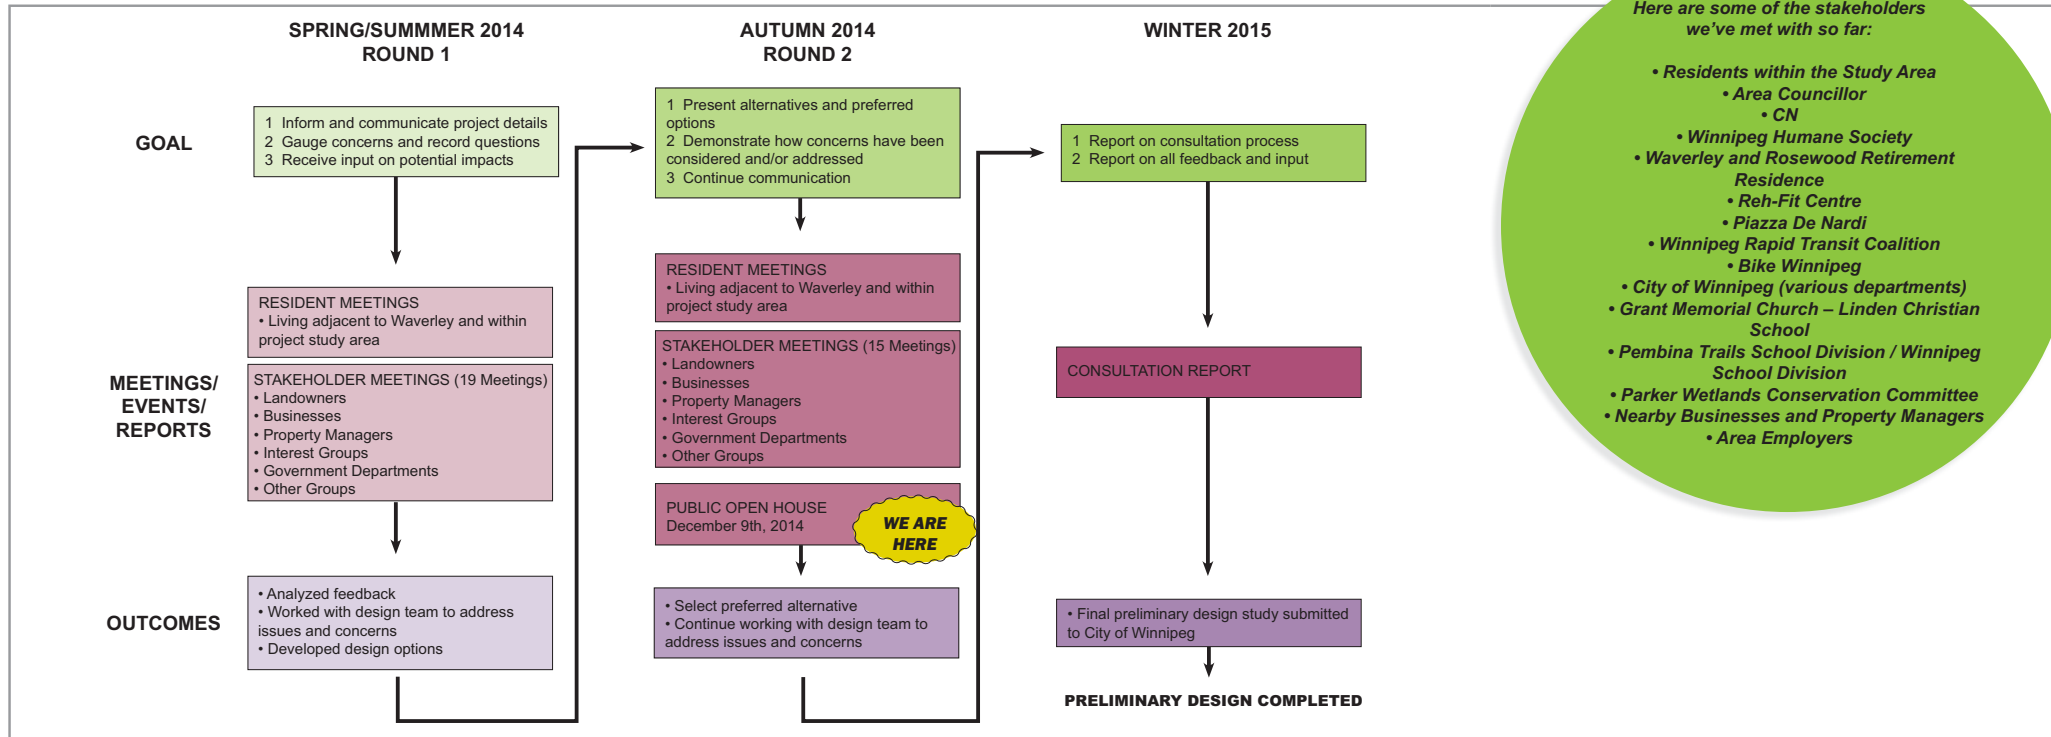 SPRING/SUMMMER 2014
ROUND 1
AUTUMN 2014
ROUND 2
WINTER 2015
GOAL
1 Inform and communicate project details
2 Gauge concerns and record questions
3 Receive input on potential impacts
1 Present alternatives and preferred
options
2 Demonstrate how concerns have been
considered and/or addressed
3 Continue communication
1 Report on consultation process
2 Report on all feedback and input
MEETINGS/
EVENTS/
REPORTS
RESIDENT MEETINGS
• Living adjacent to Waverley and within
project study area
STAKEHOLDER MEETINGS (19 Meetings)
• Landowners
• Businesses
• Property Managers
• Interest Groups
• Government Departments
• Other Groups
RESIDENT MEETINGS
• Living adjacent to Waverley and within
project study area
STAKEHOLDER MEETINGS (15 Meetings)
• Landowners
• Businesses
• Property Managers
• Interest Groups
• Government Departments
• Other Groups
PUBLIC OPEN HOUSE
December 9th, 2014
WE ARE
HERE
CONSULTATION REPORT
OUTCOMES
• Analyzed feedback
• Worked with design team to address
issues and concerns
• Developed design options
• Select preferred alternative
• Continue working with design team to
address issues and concerns
• Final preliminary design study submitted
to City of Winnipeg
PRELIMINARY DESIGN COMPLETED
Here are some of the stakeholders
we've met with so far:
• Residents within the Study Area
• Area Councillor
• CN
• Winnipeg Humane Society
• Waverley and Rosewood Retirement
Residence
• Reh-Fit Centre
• Piazza De Nardi
• Winnipeg Rapid Transit Coalition
• Bike Winnipeg
• City of Winnipeg (various departments)
• Grant Memorial Church – Linden Christian
School
• Pembina Trails School Division / Winnipeg
School Division
• Parker Wetlands Conservation Committee
• Nearby Businesses and Property Managers
• Area Employers